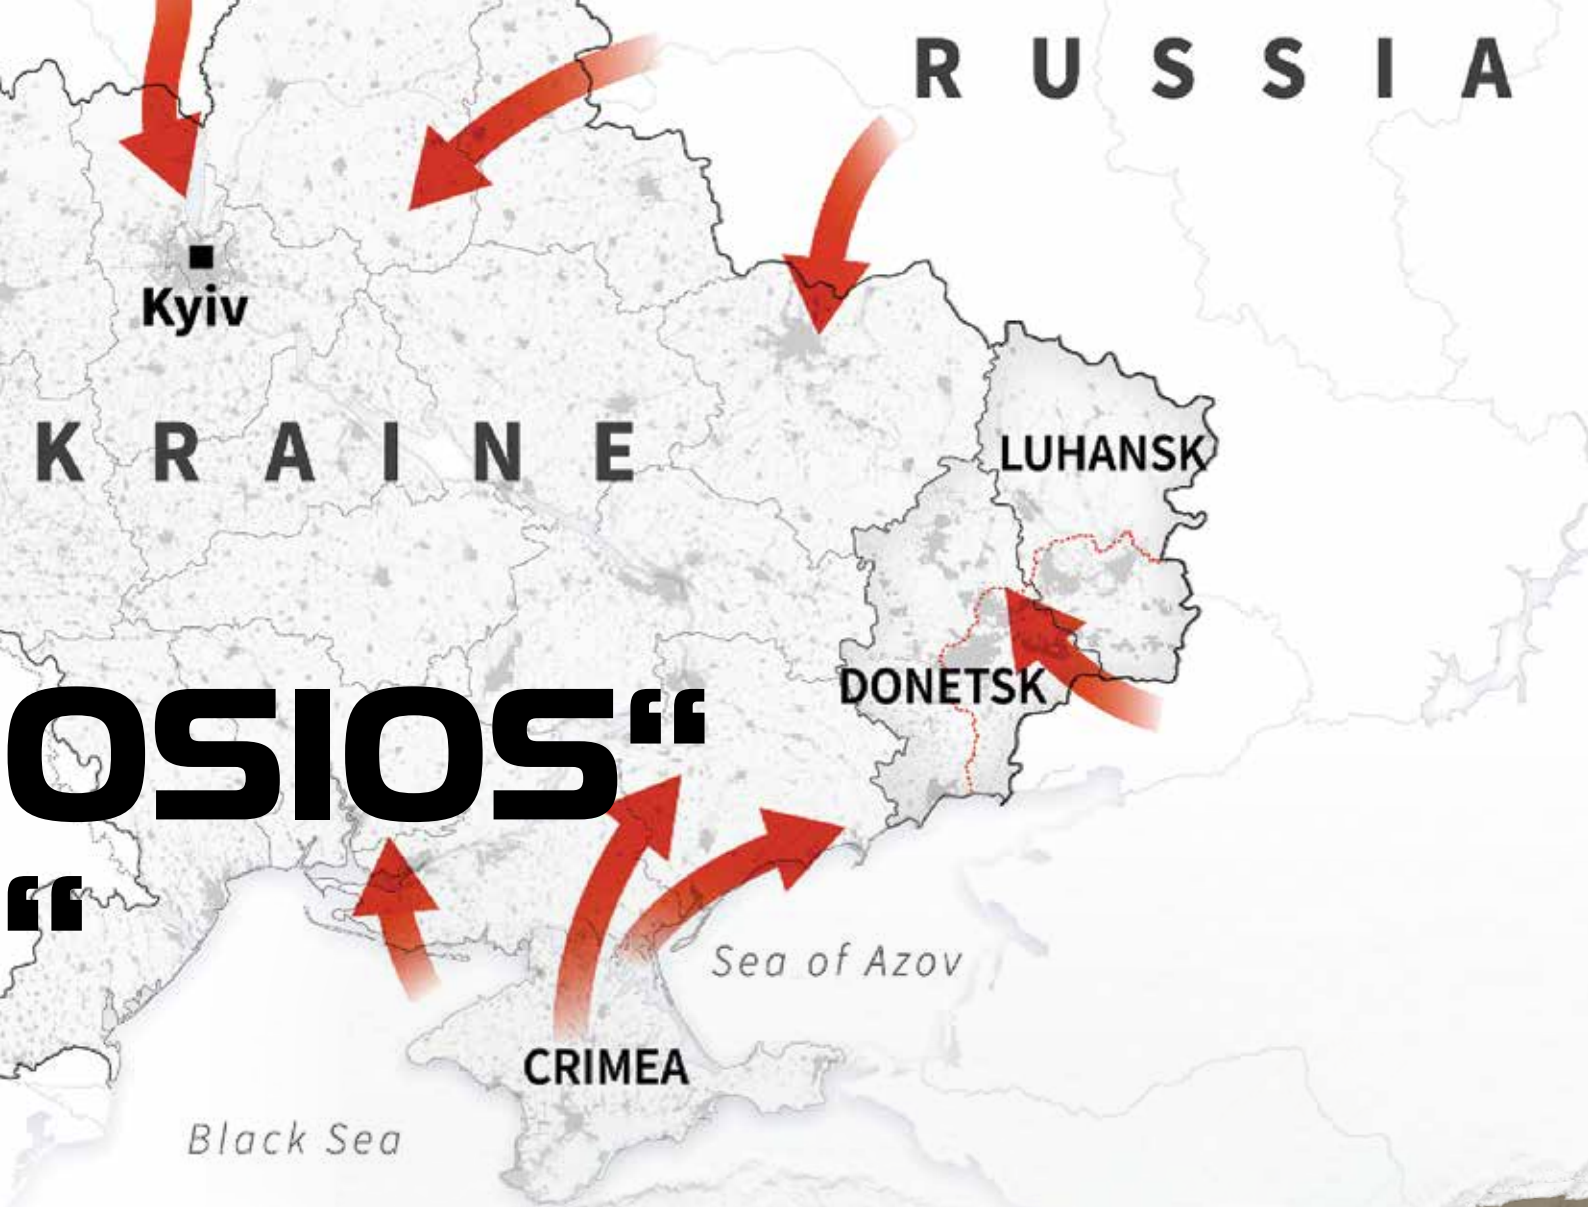 RUSSIA
Kyiv
KRAINE
LUHANSK
DONETSK
OSIOS“
“
Sea of Azov
CRIMEA
Black Sea